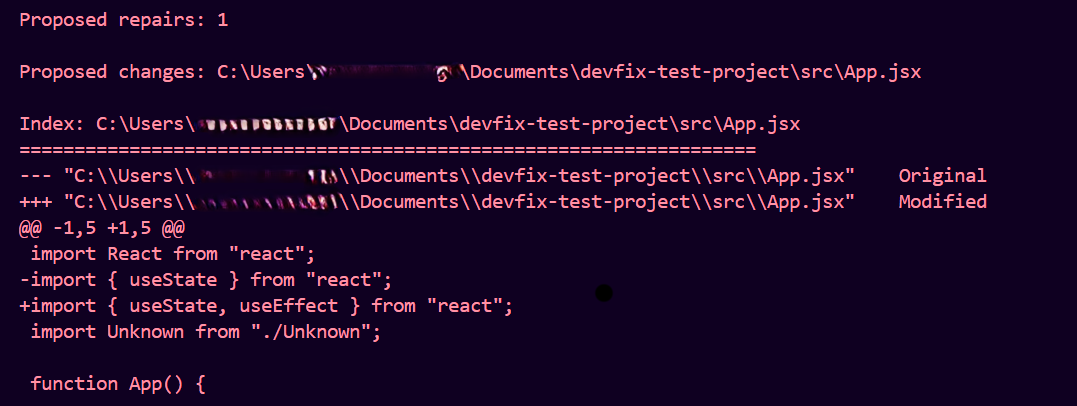 Proposed repairs: 1
Proposed changes: C:\Users\ \Documents\devfix-test-project\src\App.jsx
Index: C:\Users\ \Documents\devfix-test-project\src\App.jsx
===================================================================
--- "C:\\Users\\ \\Documents\\devfix-test-project\\src\\App.jsx"    Original
+++ "C:\\Users\\ \\Documents\\devfix-test-project\\src\\App.jsx"    Modified
@@ -1,5 +1,5 @@
 import React from "react";
-import { useState } from "react";
+import { useState, useEffect } from "react";
 import Unknown from "./Unknown";
 function App() {